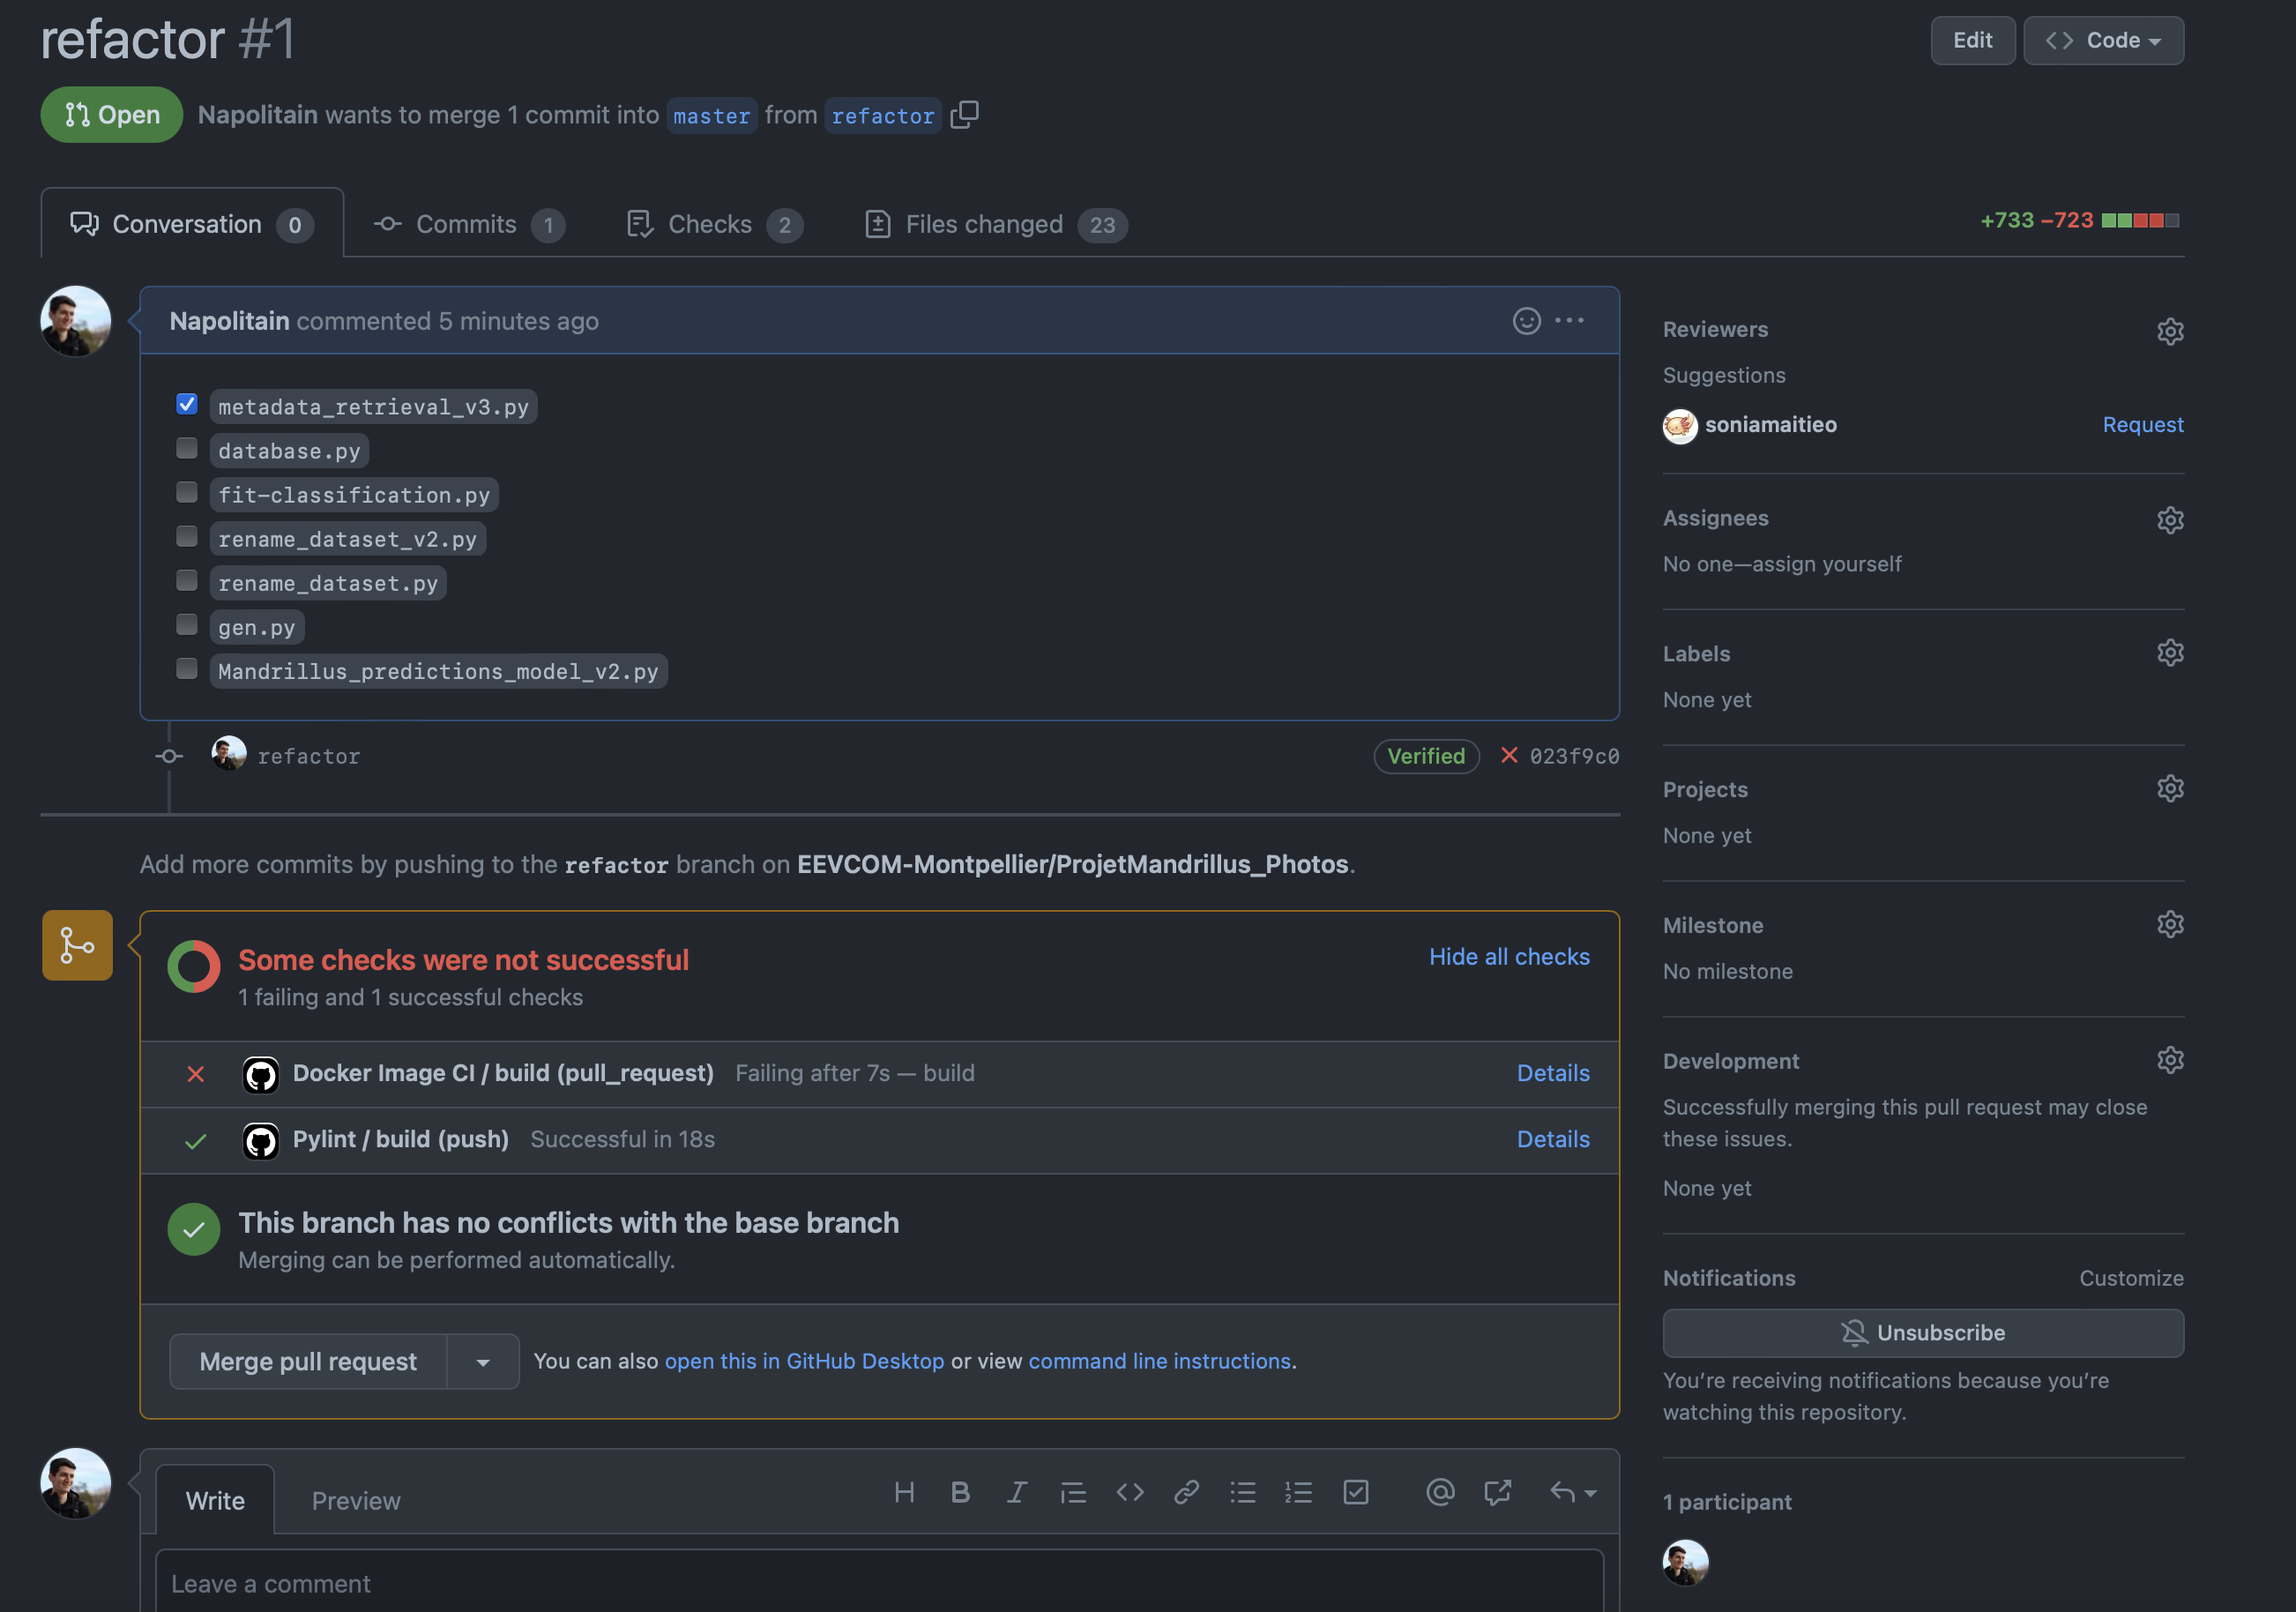 refactor #1
Edit
Code
Open
Napolitain wants to merge 1 commit into master from refactor
Conversation 0
Commits 1
Checks 2
Files changed 23
+733 −723
Napolitain commented 5 minutes ago
metadata_retrieval_v3.py
database.py
fit-classification.py
rename_dataset_v2.py
rename_dataset.py
gen.py
Mandrillus_predictions_model_v2.py
refactor
Verified
023f9c0
Add more commits by pushing to the refactor branch on EEVCOM-Montpellier/ProjetMandrillus_Photos.
Some checks were not successful
Hide all checks
1 failing and 1 successful checks
Docker Image CI / build (pull_request) Failing after 7s — build
Details
Pylint / build (push) Successful in 18s
Details
This branch has no conflicts with the base branch
Merging can be performed automatically.
Merge pull request
You can also open this in GitHub Desktop or view command line instructions.
Write
Preview
Leave a comment
Reviewers
Suggestions
soniamaitieo
Request
Assignees
No one—assign yourself
Labels
None yet
Projects
None yet
Milestone
No milestone
Development
Successfully merging this pull request may close
these issues.
None yet
Notifications
Customize
Unsubscribe
You’re receiving notifications because you’re
watching this repository.
1 participant